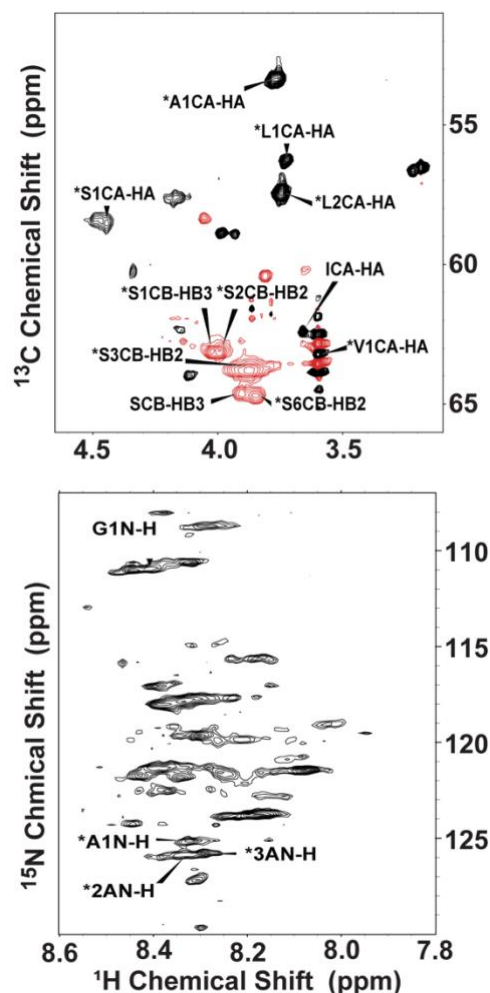 *A1CA-HA
55
*L1CA-HA
*S1CA-HA
*L2CA-HA
60
ICA-HA
*S1CB-HB3 *S2CB-HB2
*V1CA-HA
*S3CB-HB2
SCB-HB3
*S6CB-HB2
65
¹³C Chemical Shift (ppm)
4.5 4.0 3.5
G1N-H
110
115
120
*A1N-H
125
*3AN-H
*2AN-H
¹⁵N Chmical Shift (ppm)
8.6 8.4 8.2 8.0 7.8
¹H Chemical Shift (ppm)